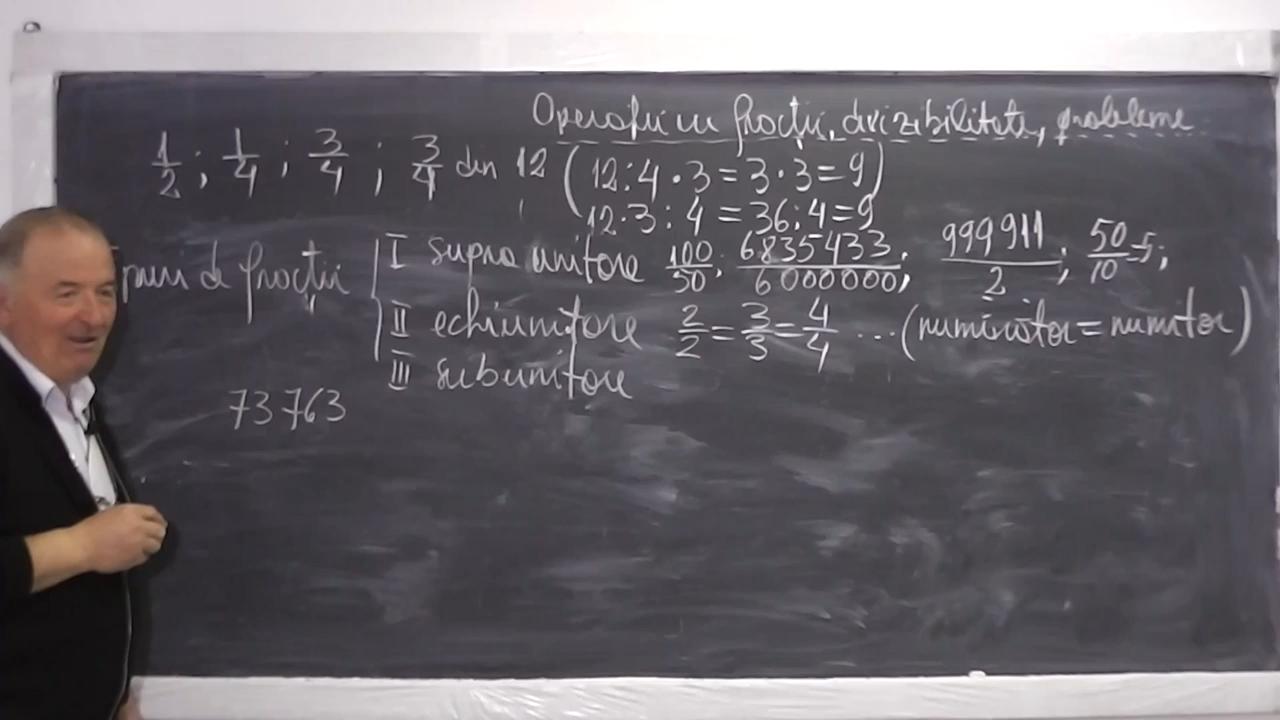 Operații cu fracții, divizibilitate, probleme
1/2 ; 1/4 ; 3/4 ; 3/4 din 12 (12:4·3=3·3=9)
12·3:4=36:4=9
de fracții
I supraunitare 100/50; 6835433/6000000; 999911/2; 50/10=5;
II echiunitare 2/2=3/3=4/4 ...(numărător=numitor)
III subunitare
73763